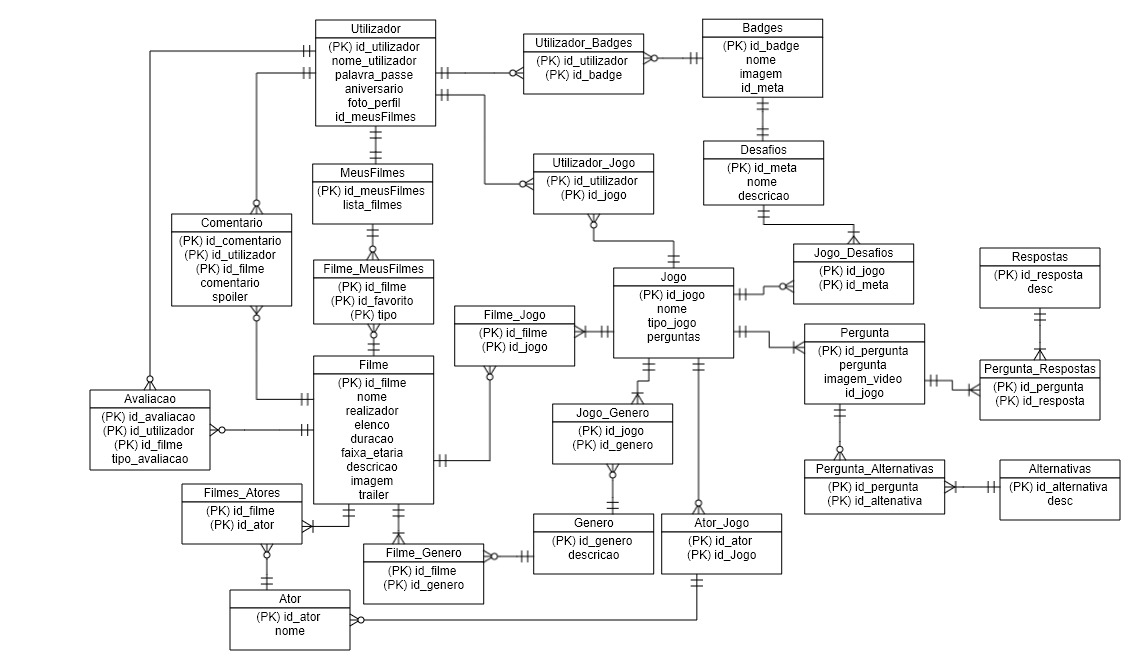 Utilizador
(PK) id_utilizador
nome_utilizador
palavra_passe
aniversario
foto_perfil
id_meusFilmes
Utilizador_Badges
(PK) id_utilizador
(PK) id_badge
Badges
(PK) id_badge
nome
imagem
id_meta
Desafios
(PK) id_meta
nome
descricao
MeusFilmes
(PK) id_meusFilmes
lista_filmes
Utilizador_Jogo
(PK) id_utilizador
(PK) id_jogo
Comentario
(PK) id_comentario
(PK) id_utilizador
(PK) id_filme
comentario
spoiler
Filme_MeusFilmes
(PK) id_filme
(PK) id_favorito
(PK) tipo
Jogo_Desafios
(PK) id_jogo
(PK) id_meta
Respostas
(PK) id_resposta
desc
Jogo
(PK) id_jogo
nome
tipo_jogo
perguntas
Filme_Jogo
(PK) id_filme
(PK) id_jogo
Pergunta
(PK) id_pergunta
pergunta
imagem_video
id_jogo
Pergunta_Respostas
(PK) id_pergunta
(PK) id_resposta
Filme
(PK) id_filme
nome
realizador
elenco
duracao
faixa_etaria
descricao
imagem
trailer
Avaliacao
(PK) id_avaliacao
(PK) id_utilizador
(PK) id_filme
tipo_avaliacao
Jogo_Genero
(PK) id_jogo
(PK) id_genero
Pergunta_Alternativas
(PK) id_pergunta
(PK) id_altenativa
Alternativas
(PK) id_alternativa
desc
Filmes_Atores
(PK) id_filme
(PK) id_ator
Genero
(PK) id_genero
descricao
Ator_Jogo
(PK) id_ator
(PK) id_Jogo
Filme_Genero
(PK) id_filme
(PK) id_genero
Ator
(PK) id_ator
nome